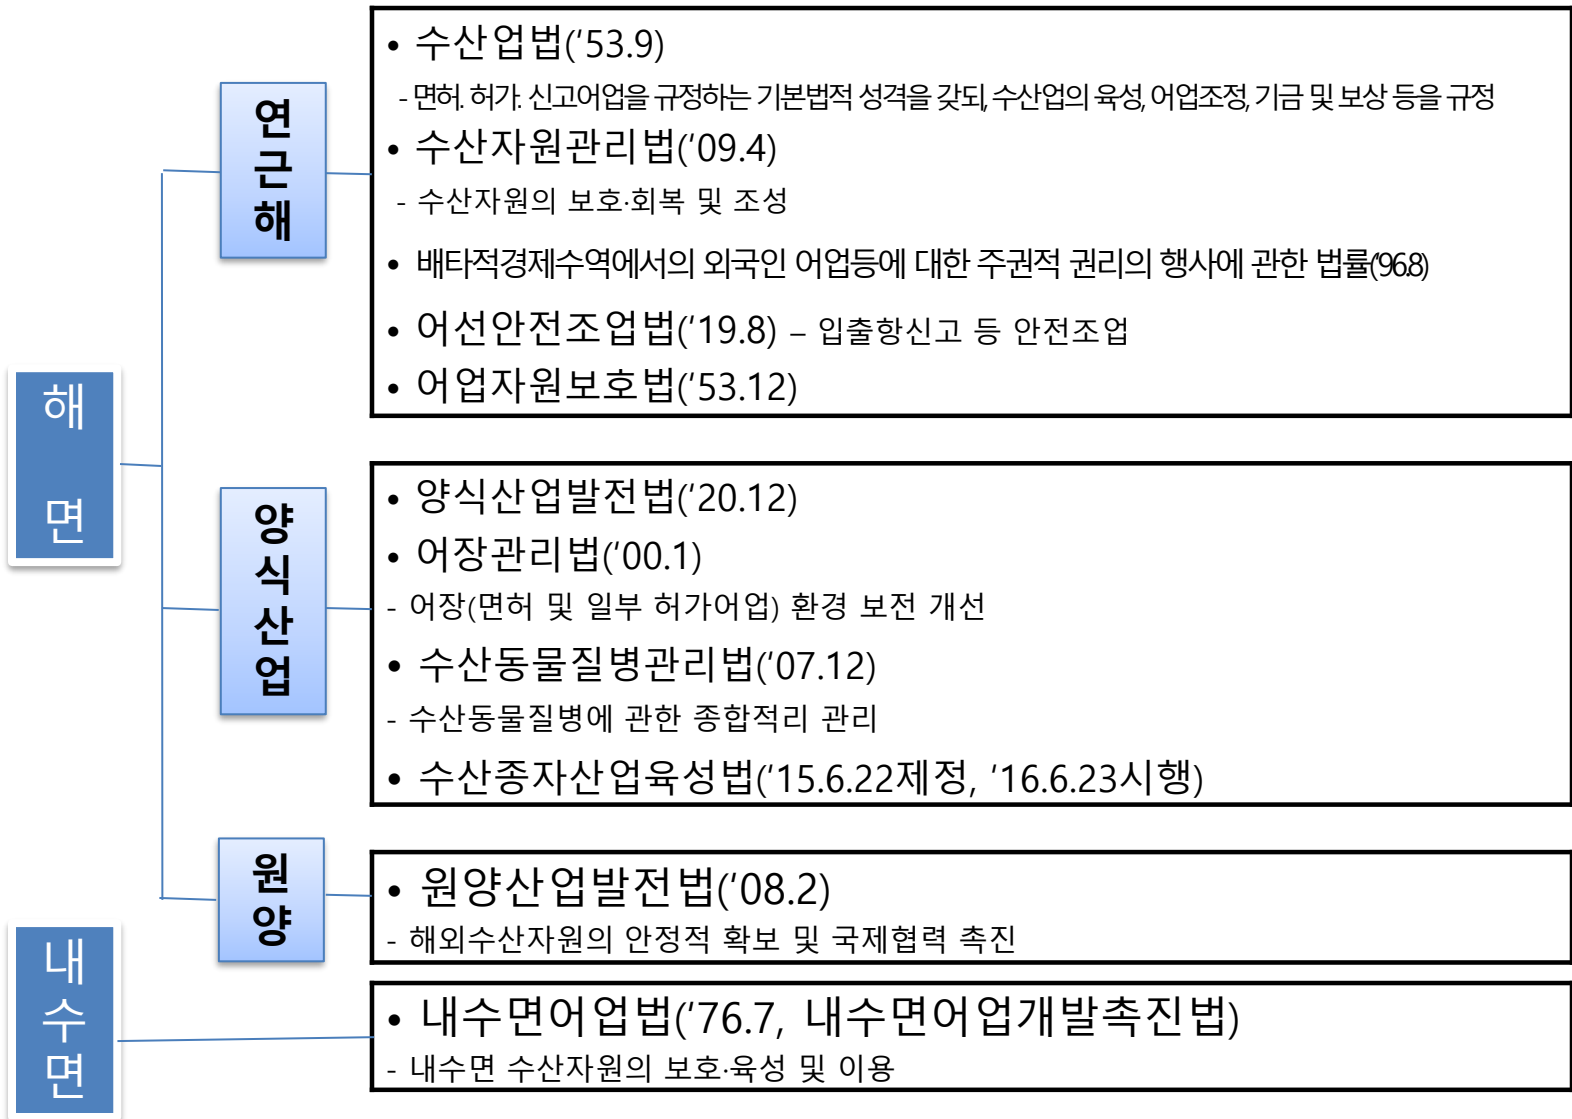 해
면
연
근
해
• 수산업법('53.9)
- 면허. 허가. 신고어업을 규정하는 기본법적 성격을 갖되, 수산업의 육성, 어업조정, 기금 및 보상 등을 규정
• 수산자원관리법('09.4)
- 수산자원의 보호·회복 및 조성
• 배타적경제수역에서의 외국인 어업등에 대한 주권적 권리의 행사에 관한 법률('96.8)
• 어선안전조업법('19.8) – 입출항신고 등 안전조업
• 어업자원보호법('53.12)
양
식
산
업
• 양식산업발전법('20.12)
• 어장관리법('00.1)
- 어장(면허 및 일부 허가어업) 환경 보전 개선
• 수산동물질병관리법('07.12)
- 수산동물질병에 관한 종합적리 관리
• 수산종자산업육성법('15.6.22제정, '16.6.23시행)
원
양
• 원양산업발전법('08.2)
- 해외수산자원의 안정적 확보 및 국제협력 촉진
내
수
면
• 내수면어업법('76.7, 내수면어업개발촉진법)
- 내수면 수산자원의 보호·육성 및 이용